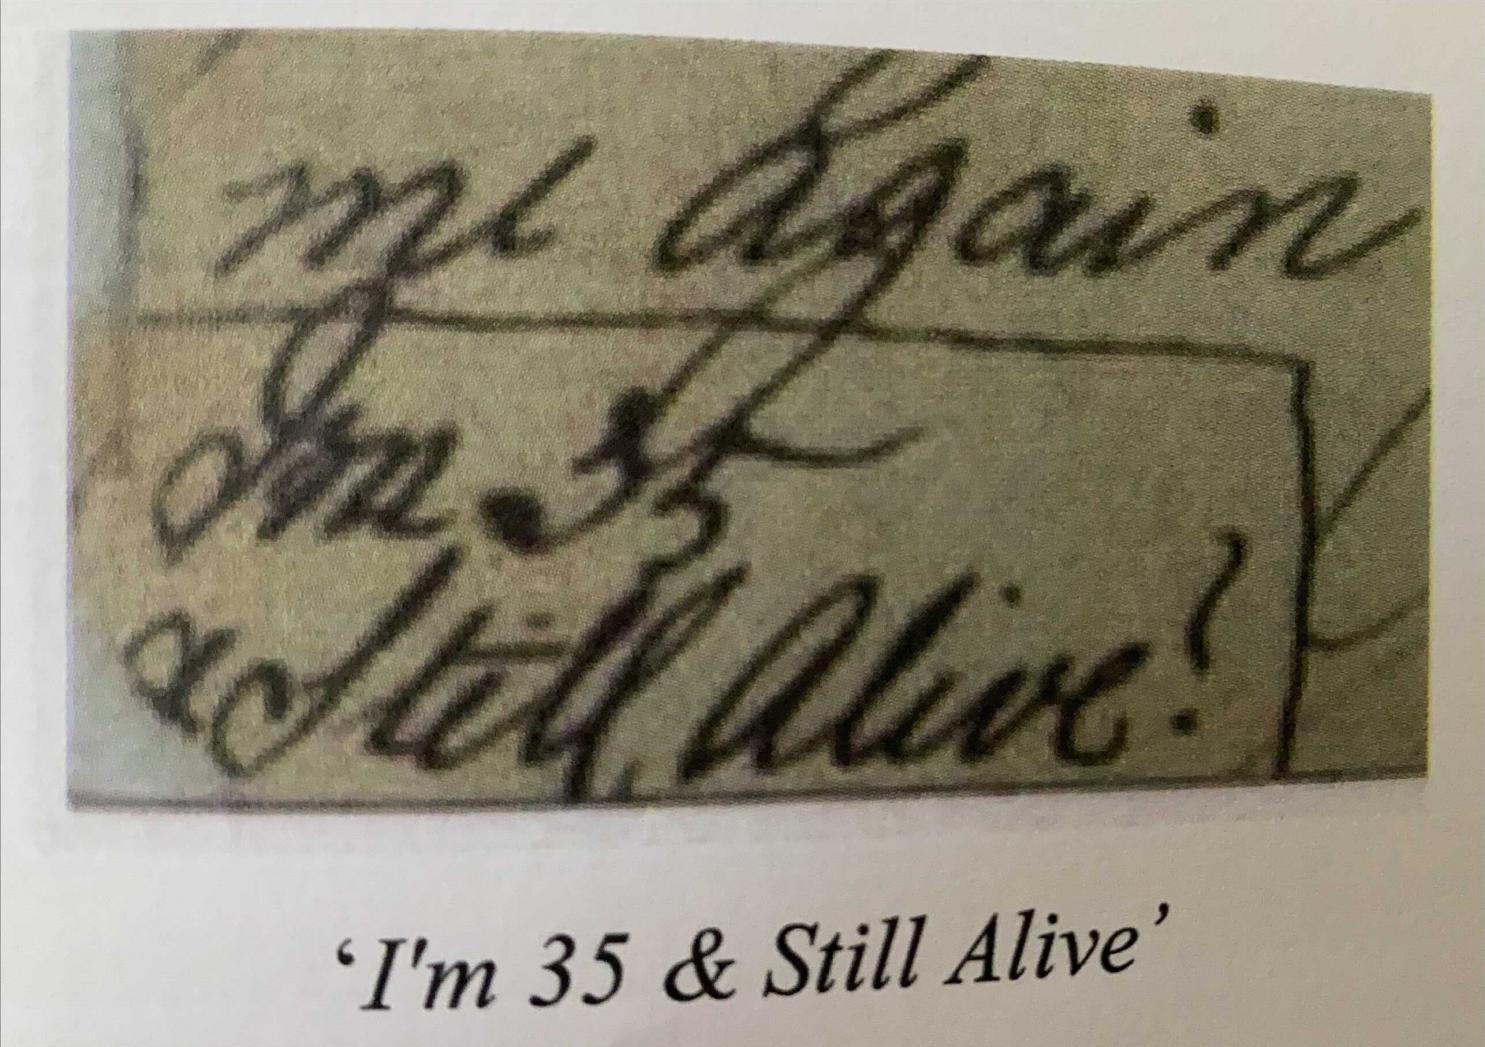 me Again
I'm 35
& Still Alive?
‘I'm 35 & Still Alive’